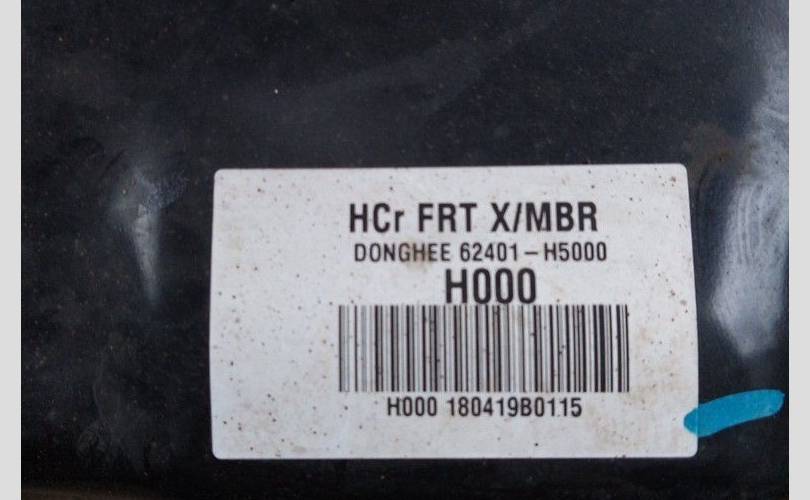 HCr FRT X/MBR
DONGHEE 62401-H5000
H000
H000 180419B0115